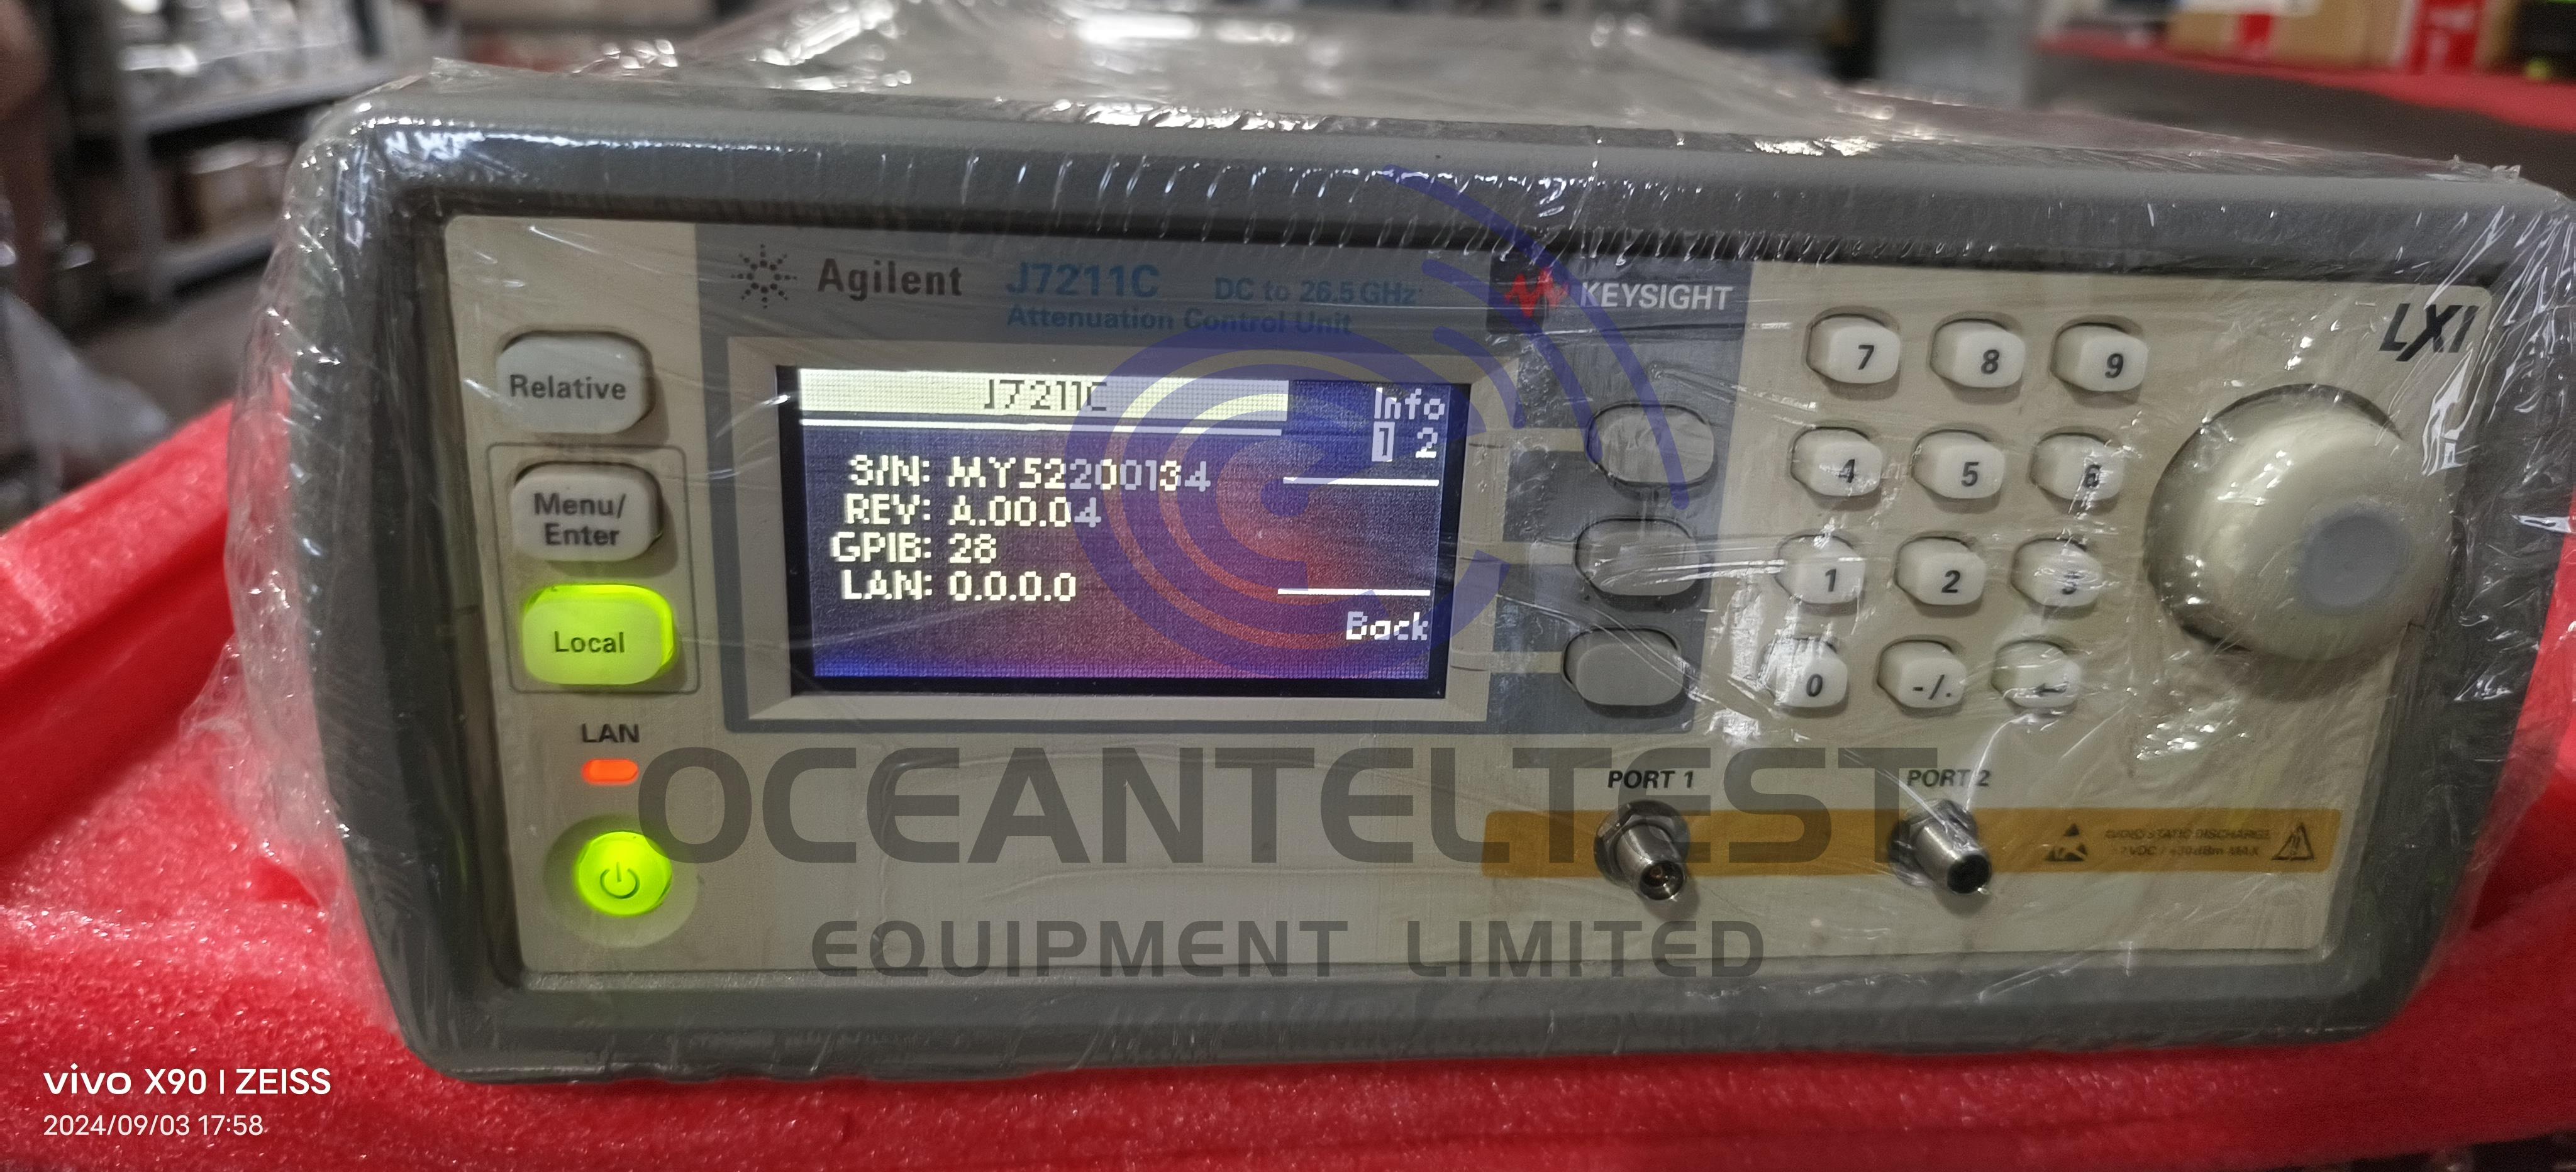 Agilent J7211C DC to 26.5 GHz
Attenuation Control Unit
KEYSIGHT
LXI
Relative
Menu/
Enter
Local
LAN
J7211C
Info
1 2
S/N: MY52200134
REV: A.00.04
GPIB: 28
LAN: 0.0.0.0
Back
7 8 9
4 5 6
1 2 3
0 -/.
PORT 1 PORT 2
OCEANTELTEST
EQUIPMENT LIMITED
vivo X90 | ZEISS
2024/09/03 17:58